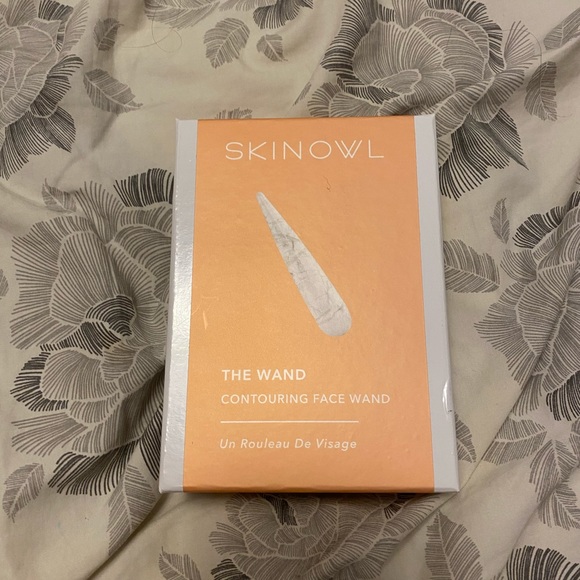 SKINOWL
THE WAND
CONTOURING FACE WAND
Un Rouleau De Visage